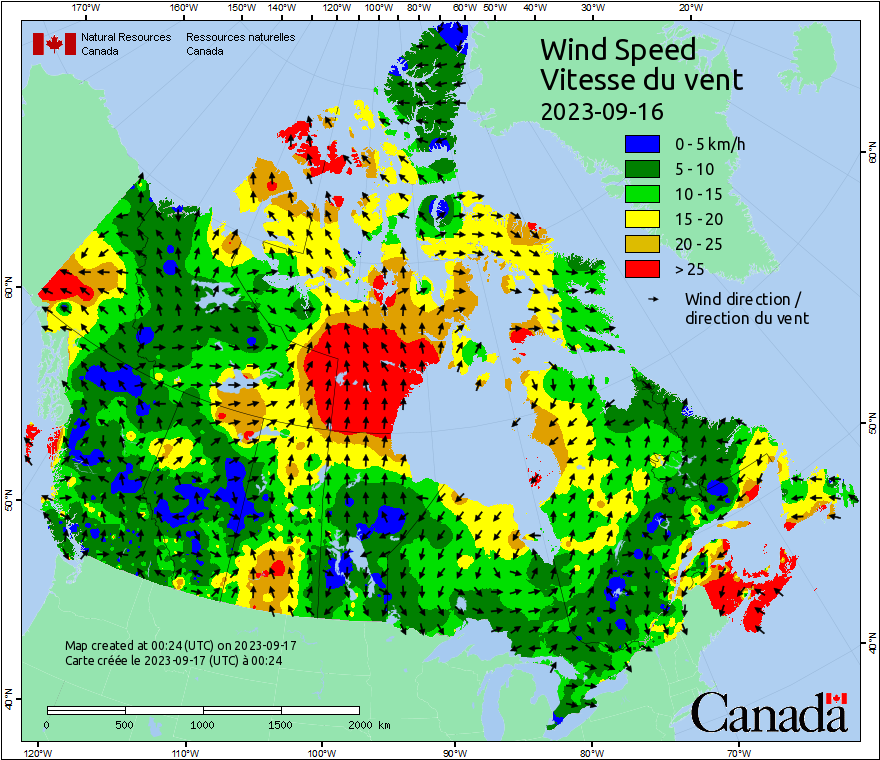 170°W 160°W 150°W 140°W 120°W 100°W 80°W 60°W 50°W 40°W 30°W 20°W
Natural Resources Ressources naturelles
Canada Canada
Wind Speed
Vitesse du vent
2023-09-16
0 - 5 km/h
5 - 10
10 - 15
15 - 20
20 - 25
> 25
Wind direction /
direction du vent
60°N
60°N
50°N
50°N
40°N
40°N
Map created at 00:24 (UTC) on 2023-09-17
Carte créée le 2023-09-17 (UTC) à 00:24
0 500 1000 1500 2000 km
Canada
120°W 110°W 100°W 90°W 80°W 70°W